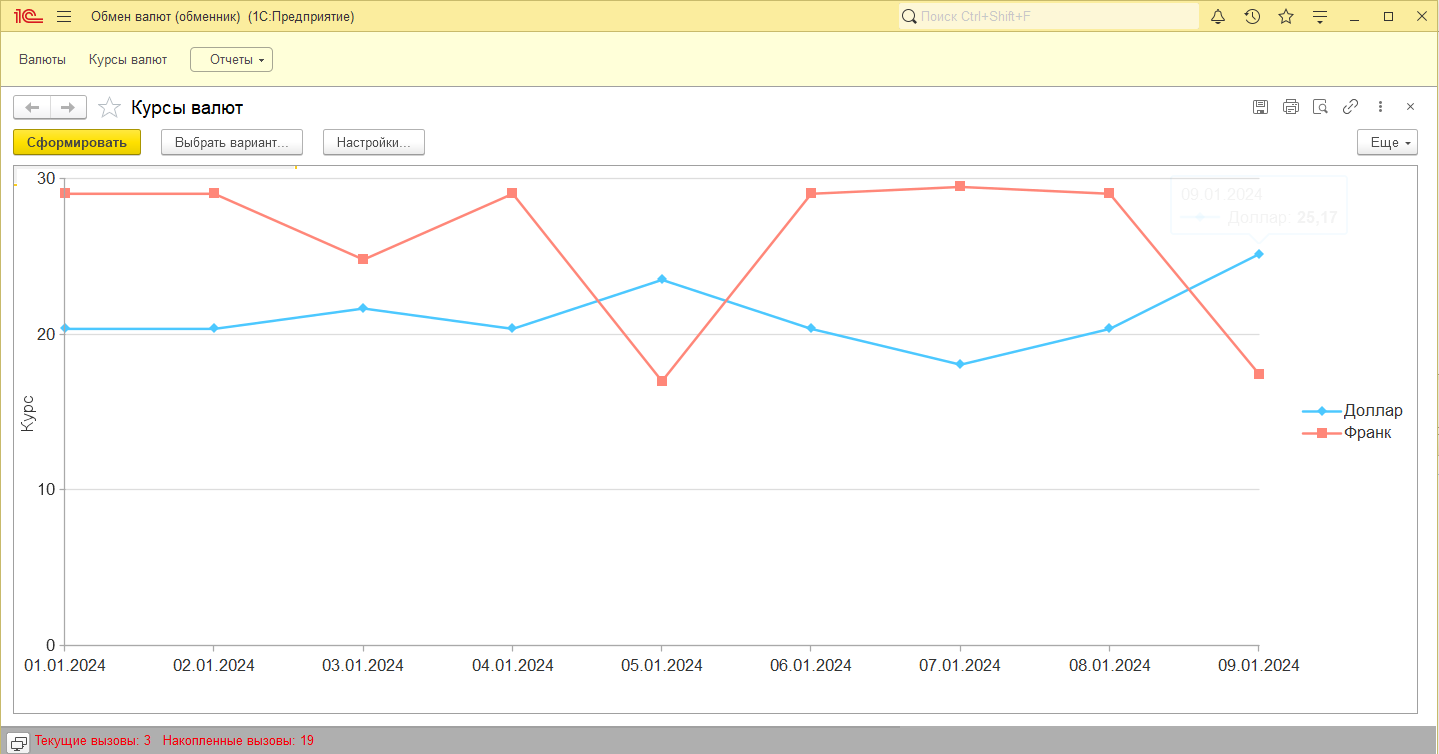 1С Обмен валют (обменник) (1С:Предприятие) Поиск Ctrl+Shift+F
Валюты Курсы валют Отчеты
Курсы валют
Сформировать Выбрать вариант... Настройки... Еще
30
09.01.2024
Доллар 25,17
20
Курс
Доллар
Франк
10
0
01.01.2024 02.01.2024 03.01.2024 04.01.2024 05.01.2024 06.01.2024 07.01.2024 08.01.2024 09.01.2024
Текущие вызовы: 3 Накопленные вызовы: 19